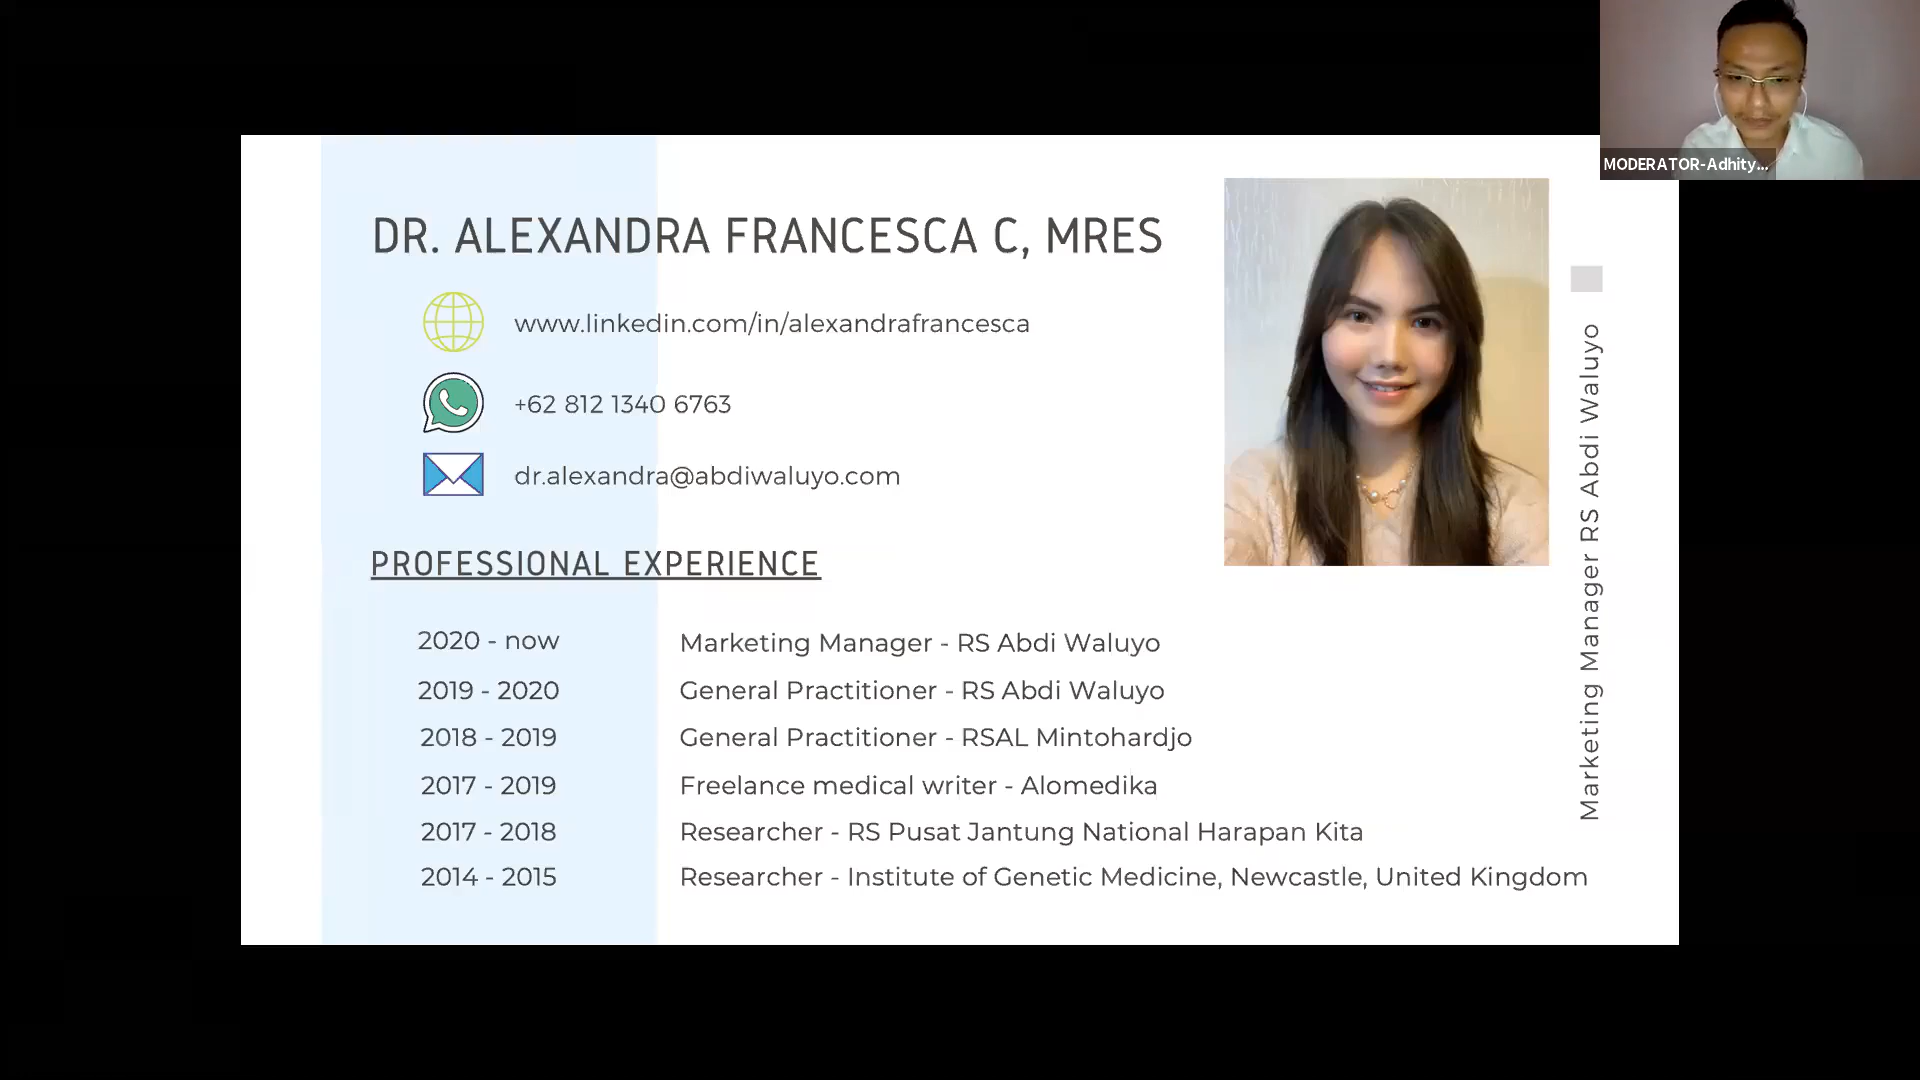 MODERATOR-Adhity...
DR. ALEXANDRA FRANCESCA C, MRES
www.linkedin.com/in/alexandrafrancesca
+62 812 1340 6763
dr.alexandra@abdiwaluyo.com
Marketing Manager RS Abdi Waluyo
PROFESSIONAL EXPERIENCE
2020 - now Marketing Manager - RS Abdi Waluyo
2019 - 2020 General Practitioner - RS Abdi Waluyo
2018 - 2019 General Practitioner - RSAL Mintohardjo
2017 - 2019 Freelance medical writer - Alomedika
2017 - 2018 Researcher - RS Pusat Jantung National Harapan Kita
2014 - 2015 Researcher - Institute of Genetic Medicine, Newcastle, United Kingdom